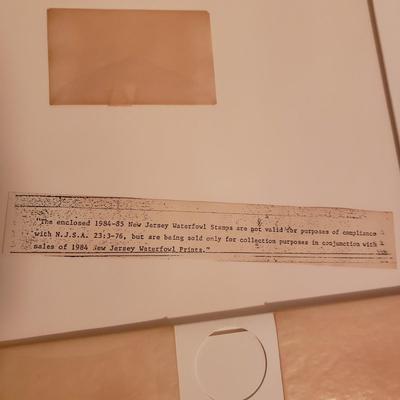 "The enclosed 1984-85 New Jersey Waterfowl Stamps are not valid for purposes of compliance
with N.J.S.A. 23:3-76, but are being sold only for collection purposes in conjunction with
sales of 1984 New Jersey Waterfowl Prints."